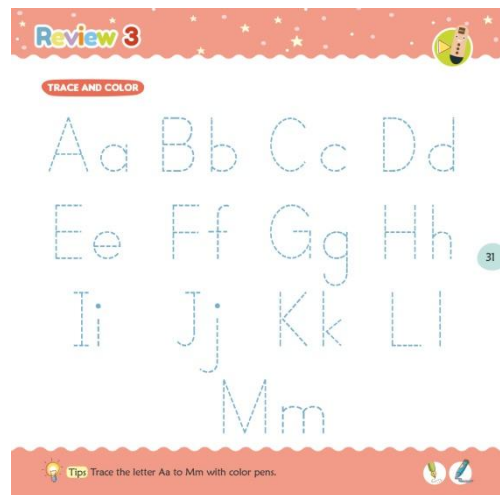 Review 3
TRACE AND COLOR
Aa Bb Cc Dd
Ee Ff Gg Hh
31
Ii Jj Kk Ll
Mm
Tips Trace the letter Aa to Mm with color pens.